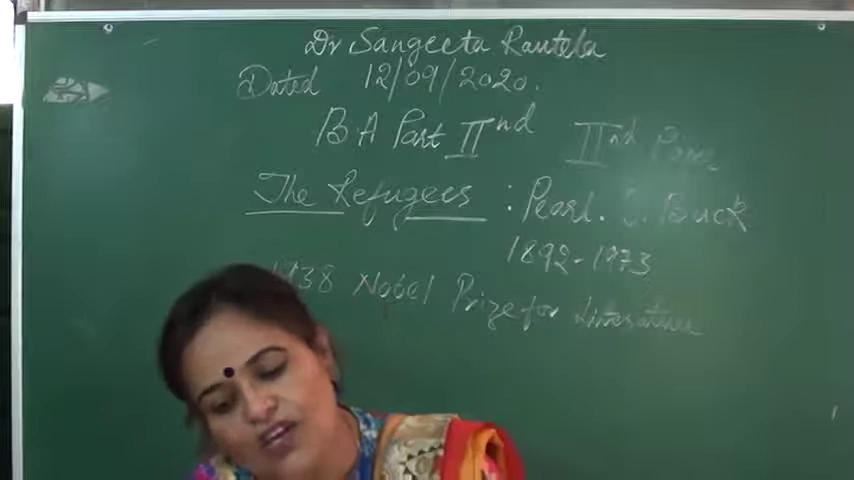 Dr Sangeeta Rautela
Dated 12/09/2020.
BA Part IInd IInd
The Refugees : Pearl. S. Buck
1892-1973
1938 Nobel Prize for Literature